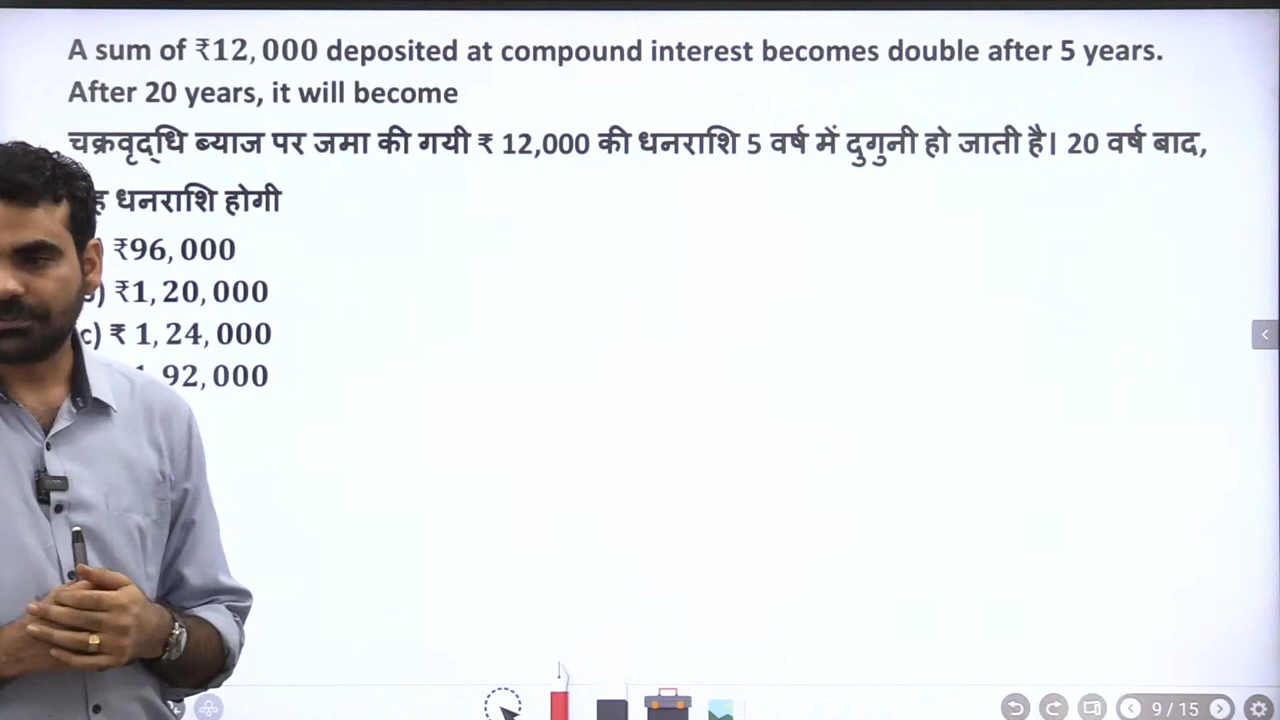 A sum of ₹12, 000 deposited at compound interest becomes double after 5 years.
After 20 years, it will become
चक्रवृद्धि ब्याज पर जमा की गयी ₹ 12,000 की धनराशि 5 वर्ष में दुगुनी हो जाती है। 20 वर्ष बाद,
धनराशि होगी
) ₹96, 000
) ₹1, 20, 000
c) ₹ 1, 24, 000
92, 000
9 / 15